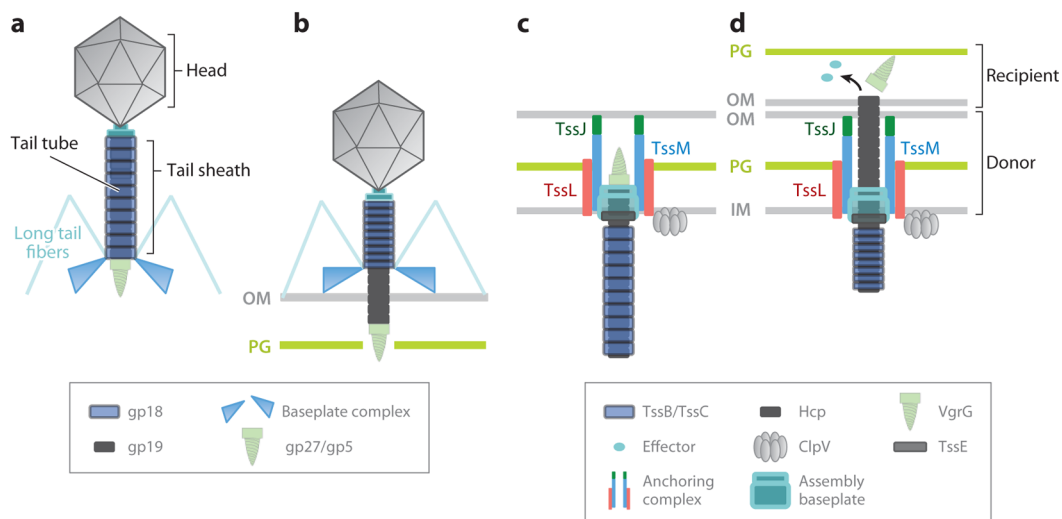 a
Head
Tail tube
Tail sheath
Long tail
fibers
b
OM
PG
gp18
Baseplate complex
gp19
gp27/gp5
c
TssJ
TssM
PG
TssL
IM
d
PG
Recipient
OM
OM
TssJ
TssM
Donor
TssL
TssB/TssC
Hcp
VgrG
Effector
ClpV
TssE
Anchoring
complex
Assembly
baseplate